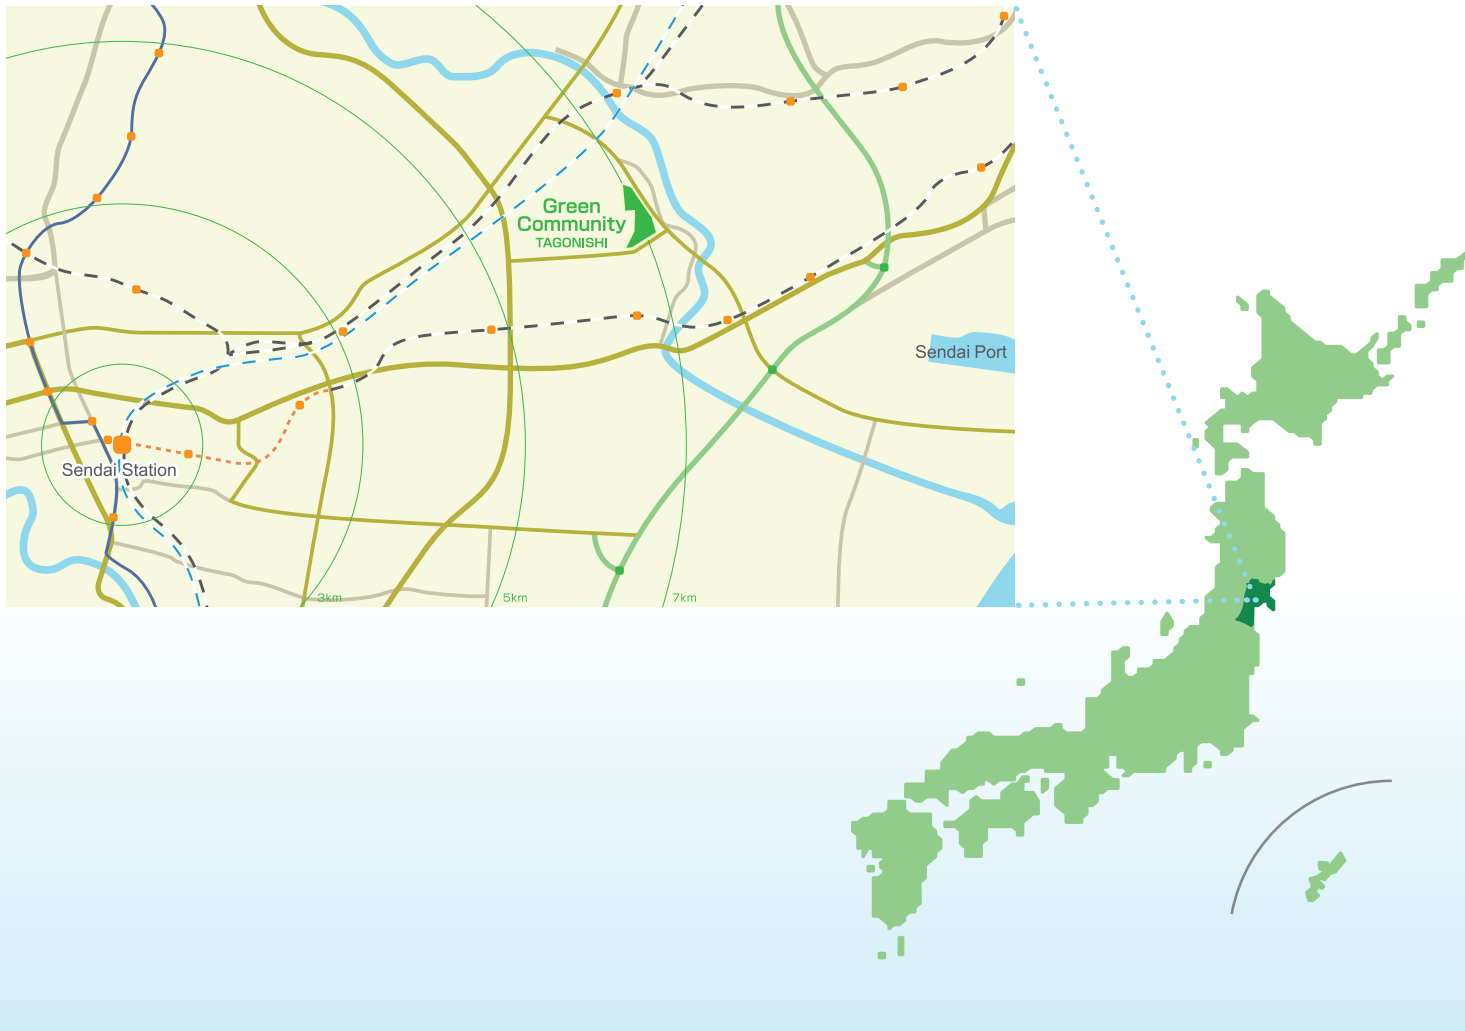 Green
Community
TAGONISHI
Sendai Port
Sendai Station
3km
5km
7km